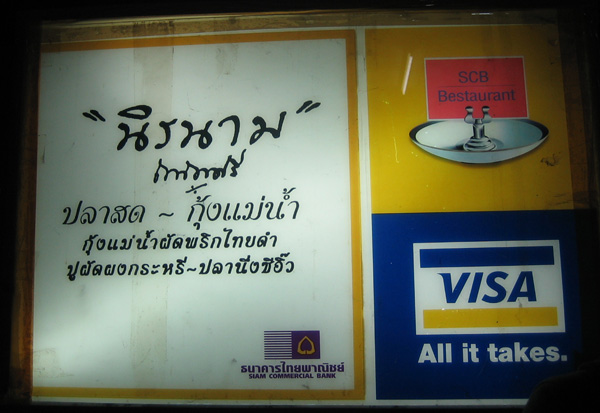 "นิรนาม"
ปลาสด ~ กุ้งแม่น้ำ
กุ้งแม่น้ำผัดพริกไทยดำ
ปูผัดผงกระหรี่~ปลานึ่งซีอิ๊ว
ธนาคารไทยพาณิชย์
SIAM COMMERCIAL BANK
SCB
Bestaurant
VISA
All it takes.